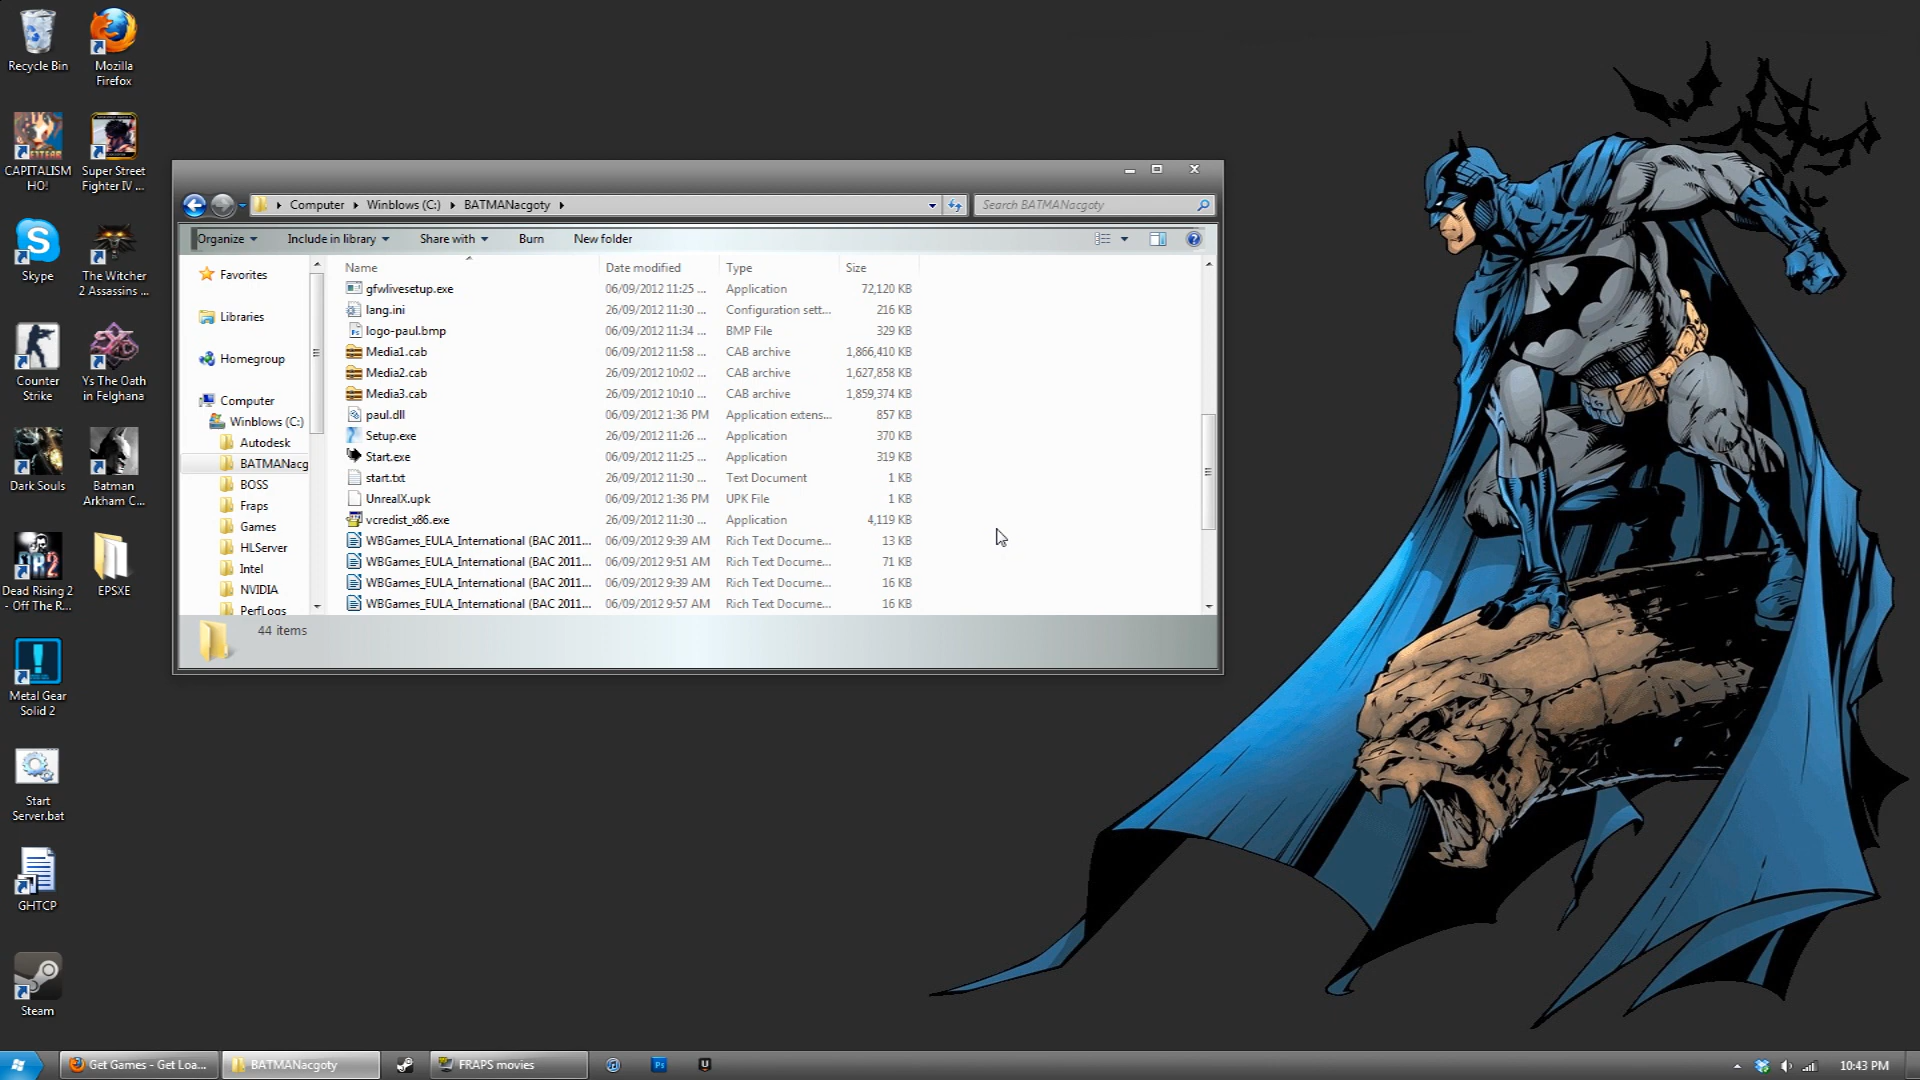 Recycle Bin
Mozilla
Firefox
CAPITALISM
HO!
Super Street
Fighter IV ...
Skype
The Witcher
2 Assassins ...
Counter
Strike
Ys The Oath
in Felghana
Dark Souls
Batman
Arkham C...
Dead Rising 2
- Off The R...
EPSXE
Metal Gear
Solid 2
Start
Server.bat
GHTCP
Steam
Computer Winblows (C:) BATMANacgoty
Search BATMANacgoty
Organize Include in library Share with Burn New folder
Favorites
Libraries
Homegroup
Computer
Winblows (C:)
Autodesk
BATMANacg
BOSS
Fraps
Games
HLServer
Intel
NVIDIA
PerfLogs
Name Date modified Type Size
gfwlivesetup.exe 06/09/2012 11:25 ... Application 72,120 KB
lang.ini 26/09/2012 11:30 ... Configuration sett... 216 KB
logo-paul.bmp 06/09/2012 11:34 ... BMP File 329 KB
Media1.cab 06/09/2012 11:58 ... CAB archive 1,866,410 KB
Media2.cab 26/09/2012 10:02 ... CAB archive 1,627,858 KB
Media3.cab 26/09/2012 10:10 ... CAB archive 1,859,374 KB
paul.dll 06/09/2012 1:36 PM Application extens... 857 KB
Setup.exe 26/09/2012 11:26 ... Application 370 KB
Start.exe 06/09/2012 11:25 ... Application 319 KB
start.txt 26/09/2012 11:30 ... Text Document 1 KB
UnrealX.upk 06/09/2012 1:36 PM UPK File 1 KB
vcredist_x86.exe 26/09/2012 11:30 ... Application 4,119 KB
WBGames_EULA_International (BAC 2011... 06/09/2012 9:39 AM Rich Text Docume... 13 KB
WBGames_EULA_International (BAC 2011... 06/09/2012 9:51 AM Rich Text Docume... 71 KB
WBGames_EULA_International (BAC 2011... 06/09/2012 9:39 AM Rich Text Docume... 16 KB
WBGames_EULA_International (BAC 2011... 06/09/2012 9:57 AM Rich Text Docume... 16 KB
44 items
Get Games - Get Loa...
BATMANacgoty
FRAPS movies
Ps
10:43 PM